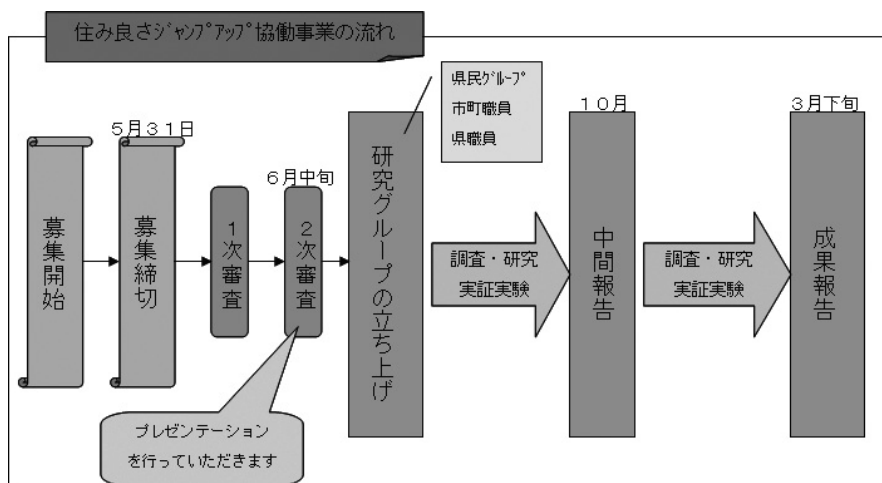 住み良さｼﾞｬﾝﾌﾟｱｯﾌﾟ協働事業の流れ
県民ｸﾞﾙｰﾌﾟ
市町職員
県職員
５月３１日
６月中旬
１０月
３月下旬
募集開始
募集締切
１次審査
２次審査
研究グループの立ち上げ
調査・研究
実証実験
中間報告
調査・研究
実証実験
成果報告
プレゼンテーション
を行っていただきます